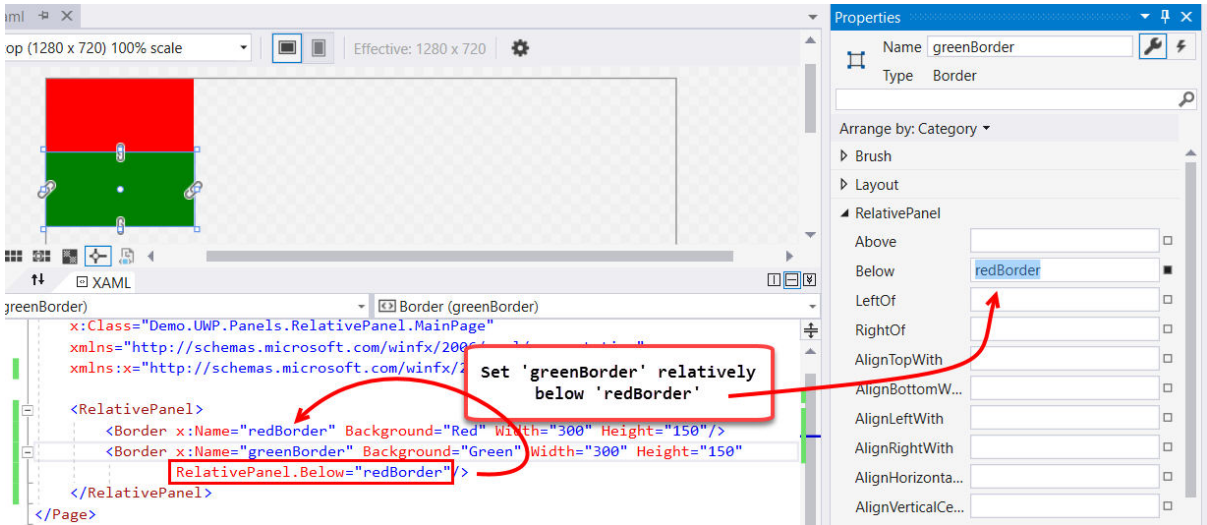 aml
op (1280 x 720) 100% scale
Effective: 1280 x 720
XAML
greenBorder)
Border (greenBorder)
x:Class="Demo.UWP.Panels.RelativePanel.MainPage"
xmlns="http://schemas.microsoft.com/winfx/2006/
xmlns:x="http://schemas.microsoft.com/winfx/2
<RelativePanel>
<Border x:Name="redBorder" Background="Red" Width="300" Height="150"/>
<Border x:Name="greenBorder" Background="Green" Width="300" Height="150"
RelativePanel.Below="redBorder"/>
</RelativePanel>
</Page>
Set 'greenBorder' relatively
below 'redBorder'
Properties
Name greenBorder
Type Border
Arrange by: Category
Brush
Layout
RelativePanel
Above
Below redBorder
LeftOf
RightOf
AlignTopWith
AlignBottomW...
AlignLeftWith
AlignRightWith
AlignHorizonta...
AlignVerticalCe...